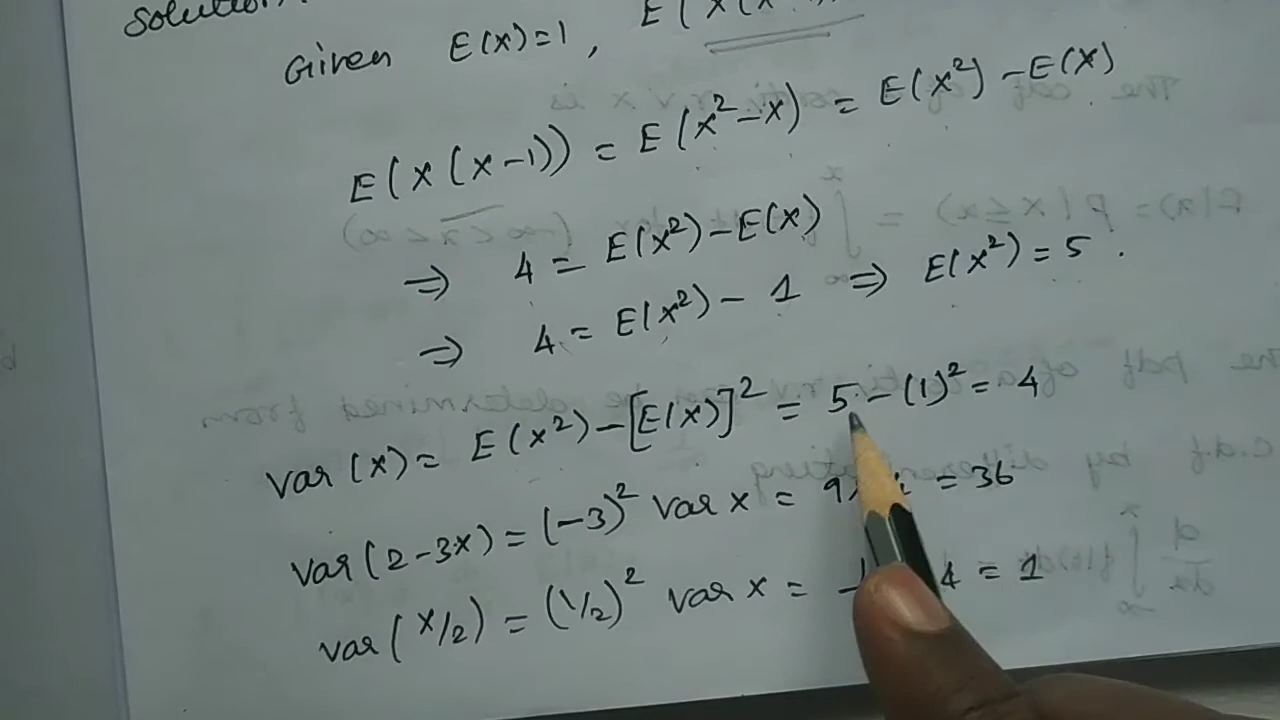 Solution:
Given E(X)=1, E(X(X
E(X(X-1)) = E(X²-X) = E(X²) - E(X)
⇒ 4 = E(X²) - E(X)
⇒ 4 = E(X²) - 1 ⇒ E(X²) = 5.
Var(X) = E(X²) - [E(X)]² = 5 - (1)² = 4
Var(2-3X) = (-3)² Var X = 9 = 36
Var(X/2) = (1/2)² Var X = 4 = 1